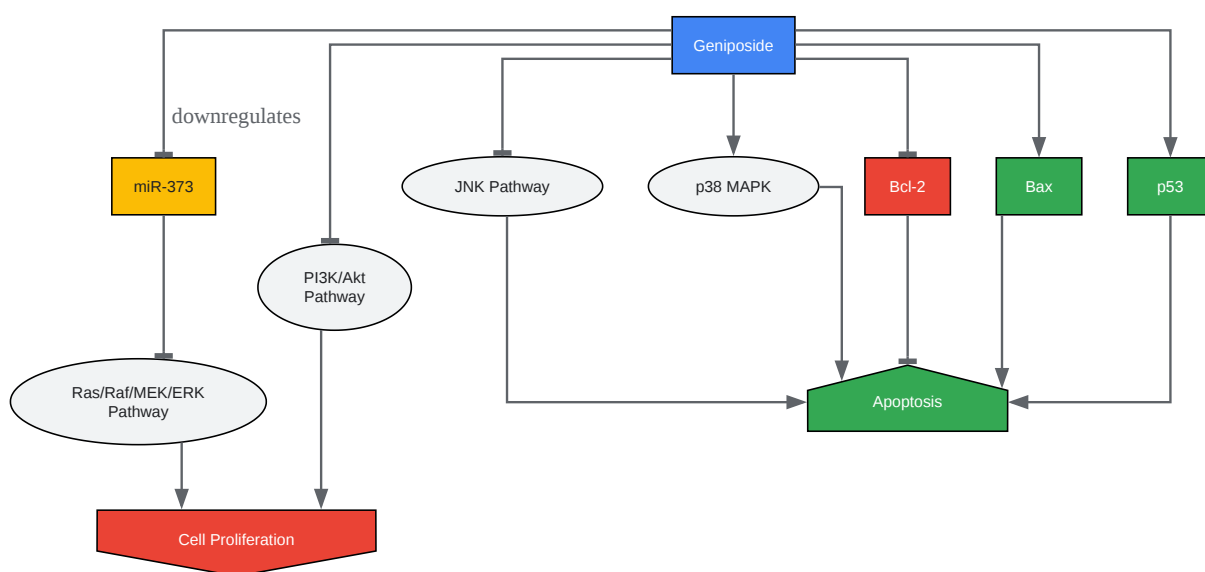 Geniposide
downregulates
miR-373
JNK Pathway
p38 MAPK
Bcl-2
Bax
p53
PI3K/Akt
Pathway
Ras/Raf/MEK/ERK
Pathway
Apoptosis
Cell Proliferation